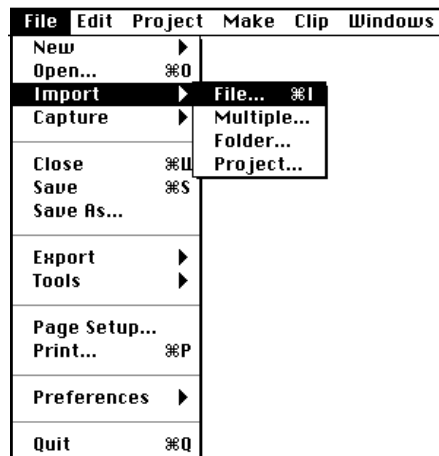 File Edit Project Make Clip Windows
New
Open... ⌘O
Import File... ⌘I
Capture Multiple...
Folder...
Close ⌘W Project...
Save ⌘S
Save As...
Export
Tools
Page Setup...
Print... ⌘P
Preferences
Quit ⌘Q